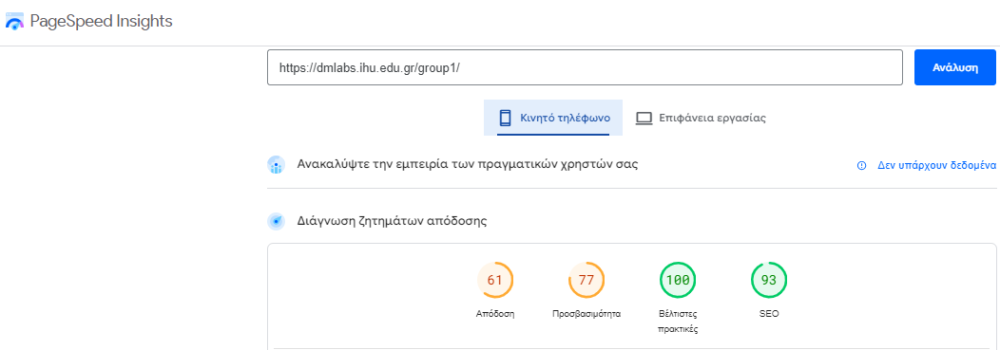 PageSpeed Insights
https://dmlabs.ihu.edu.gr/group1/
Ανάλυση
Κινητό τηλέφωνο
Επιφάνεια εργασίας
Ανακαλύψτε την εμπειρία των πραγματικών χρηστών σας
Δεν υπάρχουν δεδομένα
Διάγνωση ζητημάτων απόδοσης
61
77
100
93
Απόδοση
Προσβασιμότητα
Βέλτιστες
πρακτικές
SEO